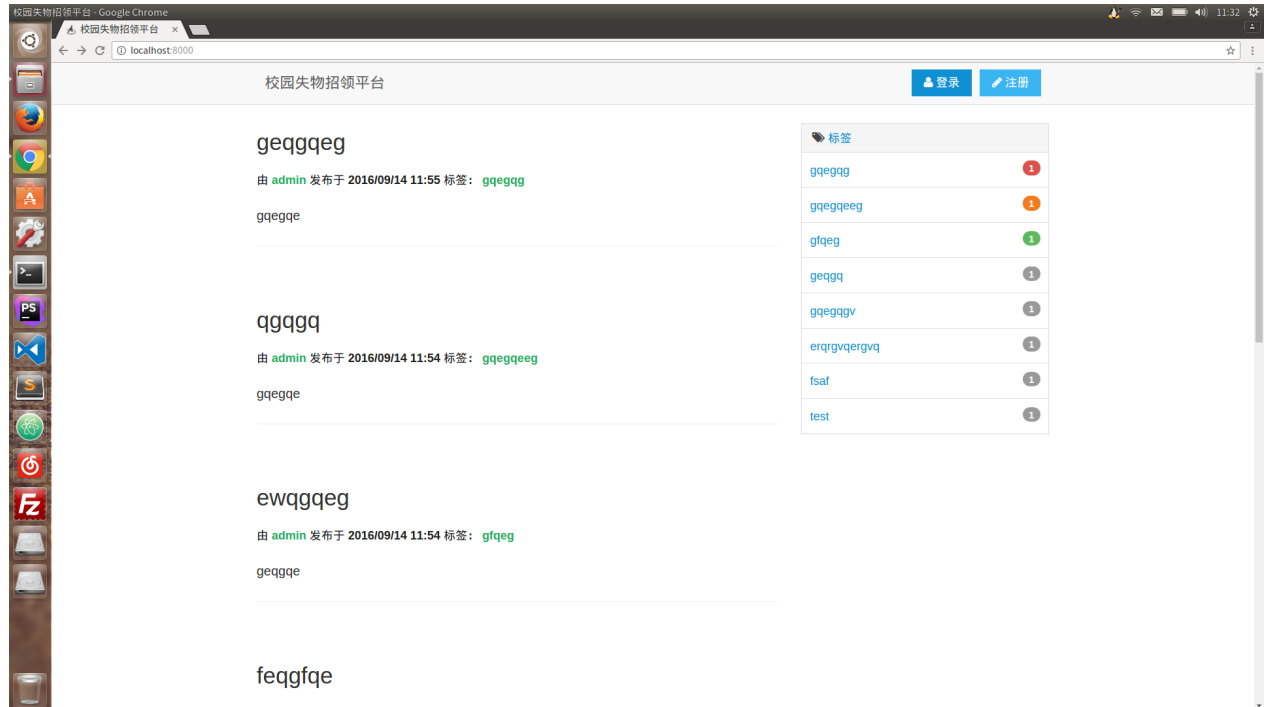 校园失物招领平台 - Google Chrome
11:32
校园失物招领平台 ×
localhost:8000
校园失物招领平台
登录
注册
geqgqeg
由 admin 发布于 2016/09/14 11:55 标签： gqegqg
gqegqe
qgqgq
由 admin 发布于 2016/09/14 11:54 标签： gqegqeeg
gqegqe
ewqgqeg
由 admin 发布于 2016/09/14 11:54 标签： gfqeg
geqgqe
feqgfqe
标签
gqegqg 1
gqegqeeg 1
gfqeg 1
geqgq 1
gqegqgv 1
erqrgvqergvq 1
fsaf 1
test 1
PS
S
Fz